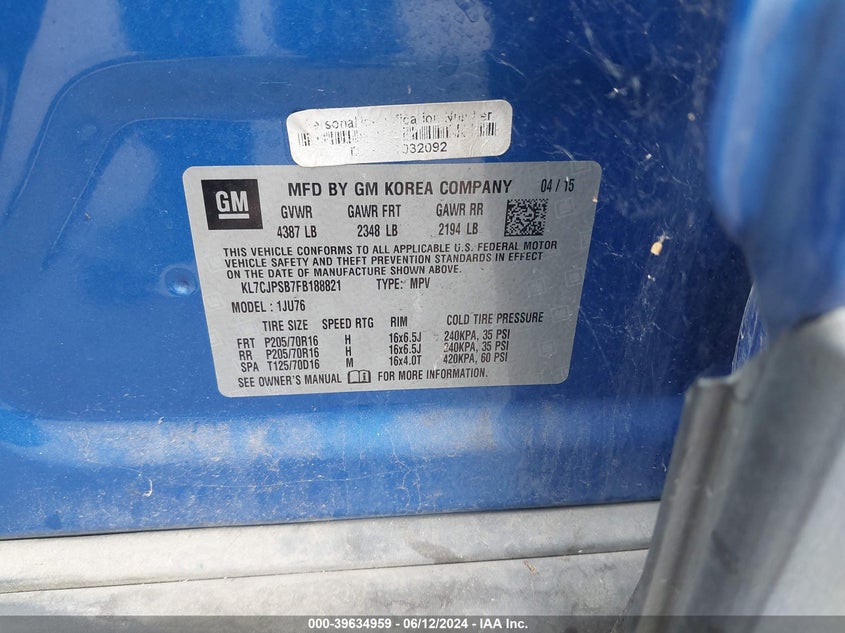 ersonal Number
032092
GM
MFD BY GM KOREA COMPANY 04 / 15
GVWR GAWR FRT GAWR RR
4387 LB 2348 LB 2194 LB
THIS VEHICLE CONFORMS TO ALL APPLICABLE U.S. FEDERAL MOTOR
VEHICLE SAFETY AND THEFT PREVENTION STANDARDS IN EFFECT
ON THE DATE OF MANUFACTURE SHOWN ABOVE.
KL7CJPSB7FB188821 TYPE: MPV
MODEL: 1JU76
TIRE SIZE SPEED RTG RIM COLD TIRE PRESSURE
FRT P205/70R16 H 16x6.5J 240KPA, 35 PSI
RR P205/70R16 H 16x6.5J 240KPA, 35 PSI
SPA T125/70D16 M 16x4.0T 420KPA, 60 PSI
SEE OWNER'S MANUAL FOR MORE INFORMATION.
000-39634959 - 06/12/2024 - IAA Inc.